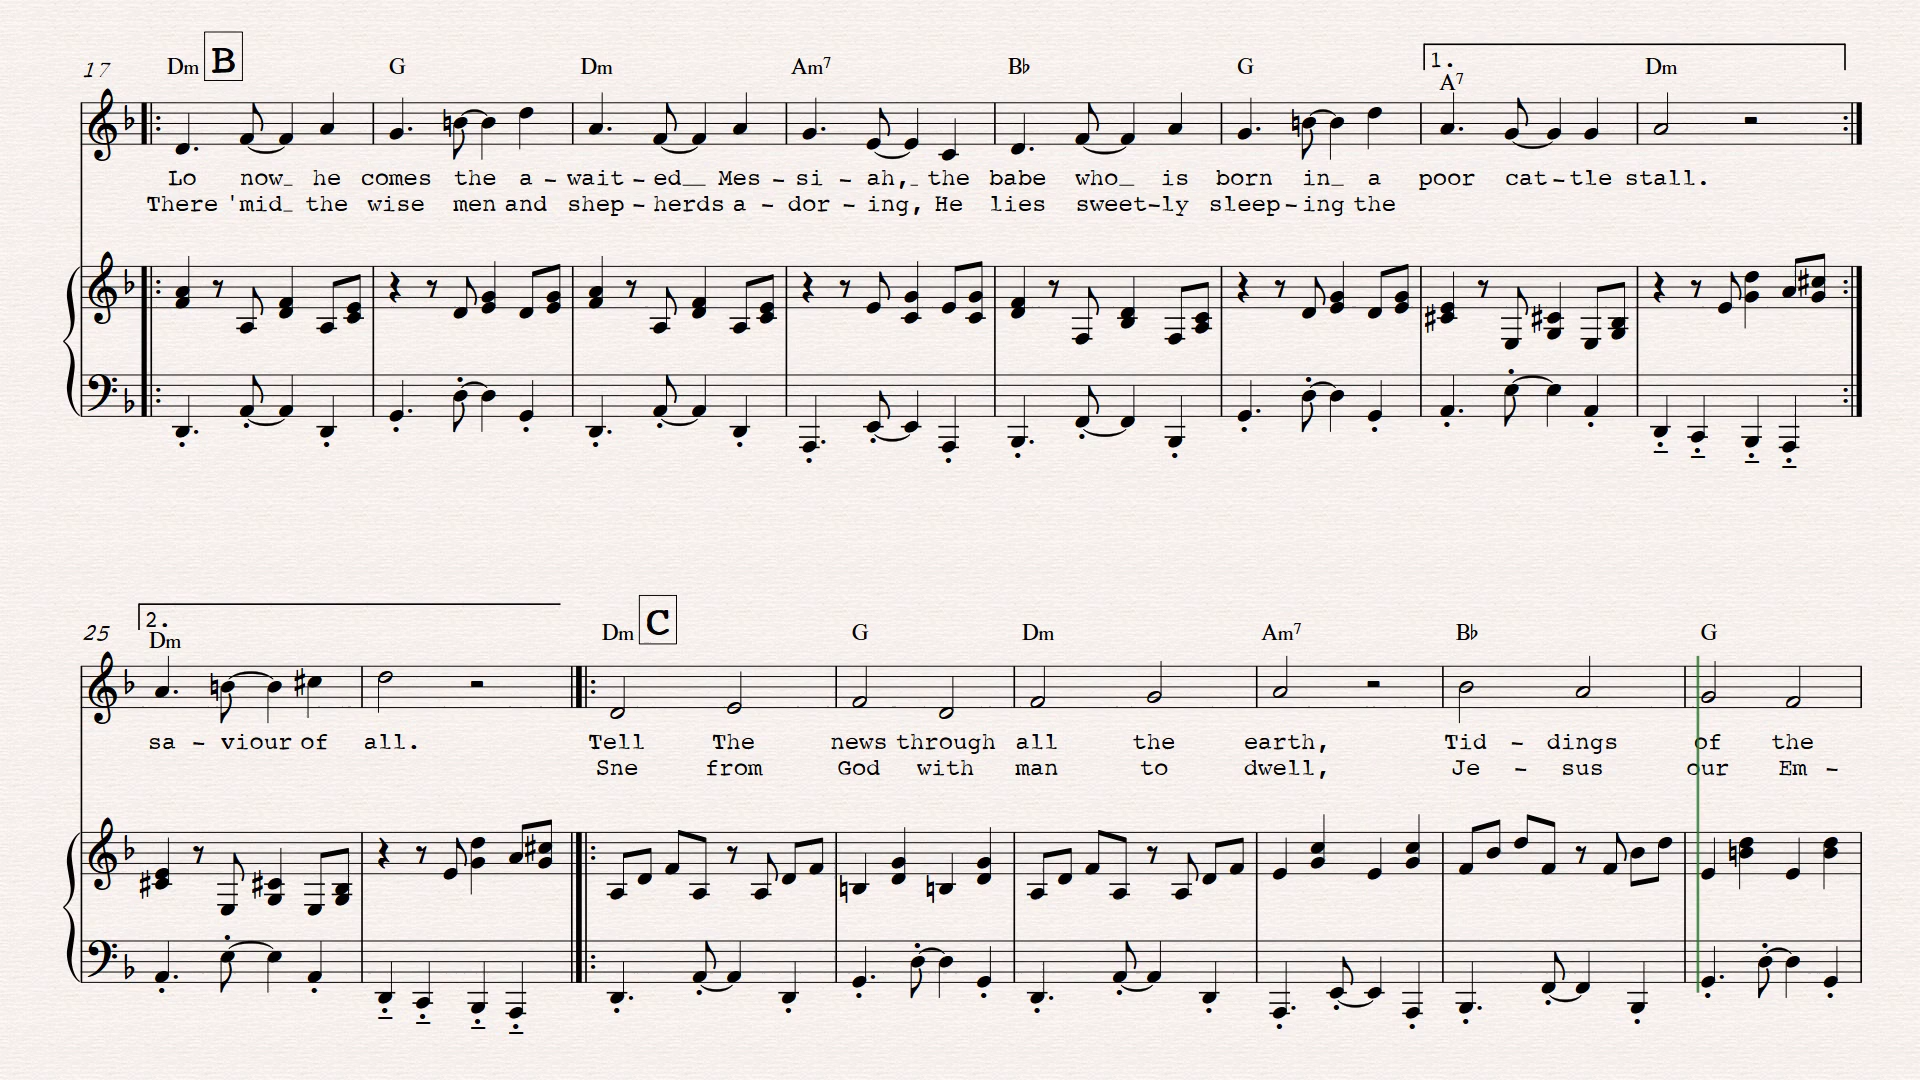 17 Dm B G Dm Am7 B♭ G 1. A7 Dm
Lo now_ he comes the a - wait - ed__ Mes - si - ah,_ the babe who_ is born in_ a poor cat - tle stall.
There 'mid_ the wise men and shep - herds a - dor - ing, He lies sweet-ly sleep - ing the
25 2. Dm Dm C G Dm Am7 B♭ G
sa - viour of all. Tell The news through all the earth, Tid - dings of the
Sne from God with man to dwell, Je - sus our Em -